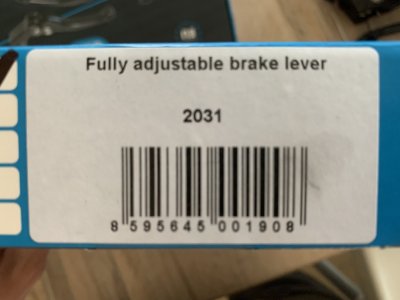 Fully adjustable brake lever
2031
8 595645 001908